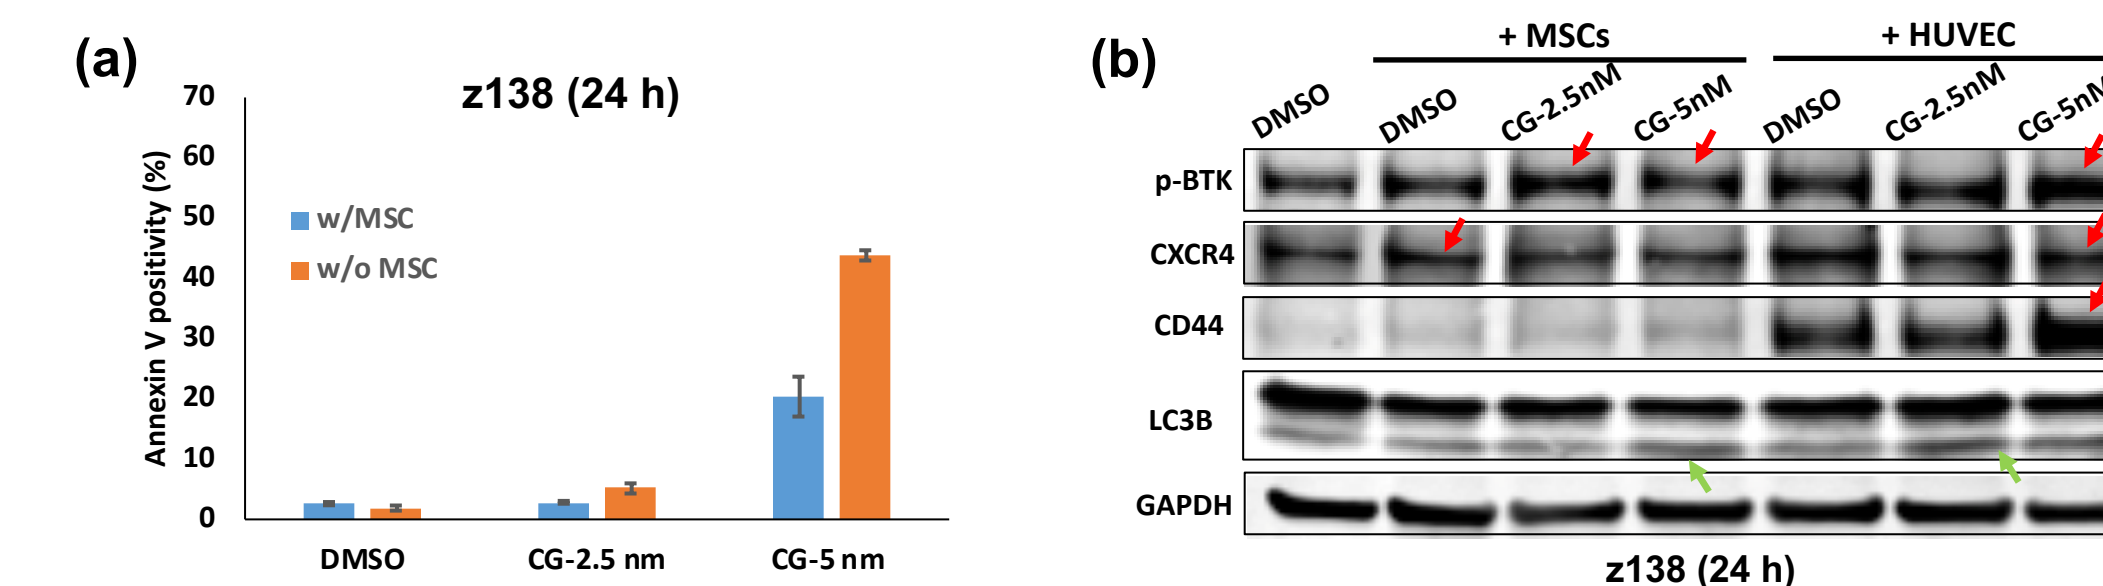 (a)
z138 (24 h)
70
60
50
40
30
20
10
0
Annexin V positivity (%)
w/MSC
w/o MSC
DMSO
CG-2.5 nm
CG-5 nm
(b)
+ MSCs
+ HUVEC
DMSO
DMSO
CG-2.5nM
CG-5nM
DMSO
CG-2.5nM
CG-5nM
p-BTK
CXCR4
CD44
LC3B
GAPDH
z138 (24 h)